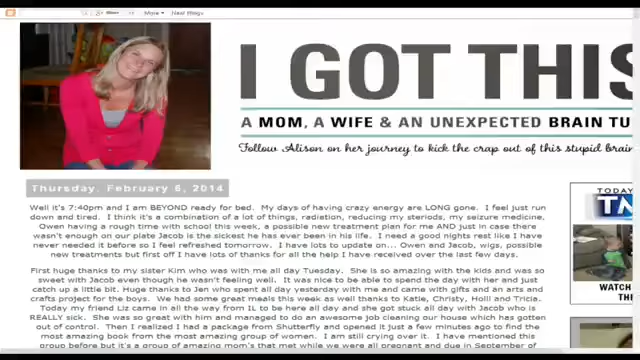 More Next Blog»
I GOT THIS
A MOM, A WIFE & AN UNEXPECTED BRAIN TU
Follow Alison on her journey to kick the crap out of this stupid brain
Thursday, February 6, 2014
Well it's 7:40pm and I am BEYOND ready for bed. My days of having crazy energy are LONG gone. I feel just run
down and tired. I think it's a combination of a lot of things, radiation, reducing my steriods, my seizure medicine,
Owen having a rough time with school this week, a possible new treatment plan for me AND just in case there
wasn't enough on our plate Jacob is the sickest he has ever been in his life. I need a good nights rest like I have
never needed it before so I feel refreshed tomorrow. I have lots to update on... Owen and Jacob, wigs, possible
new treatments but first off I have lots of thanks for all the help I have received over the last few days.
First huge thanks to my sister Kim who was with me all day Tuesday. She is so amazing with the kids and was so
sweet with Jacob even though he wasn't feeling well. It was nice to be able to spend the day with her and just
catch up a little bit. Huge thanks to Jen who spent all day yesterday with me and came with gifts and an arts and
crafts project for the boys. We had some great meals this week as well thanks to Katie, Christy, Holli and Tricia.
Today my friend Liz came in all the way from IL to be here all day and she got stuck all day with Jacob who is
REALLY sick. She was so great with him and managed to do an awesome job cleaning our house which has gotten
out of control. Then I realized I had a package from Shutterfly and opened it just a few minutes ago to find the
most amazing book from the most amazing group of women. I am still crying over it. I have mentioned this
group before but it's a group of amazing mom's that met while we were all pregnant and due in September of
TODAY
TM
WATCH
THE